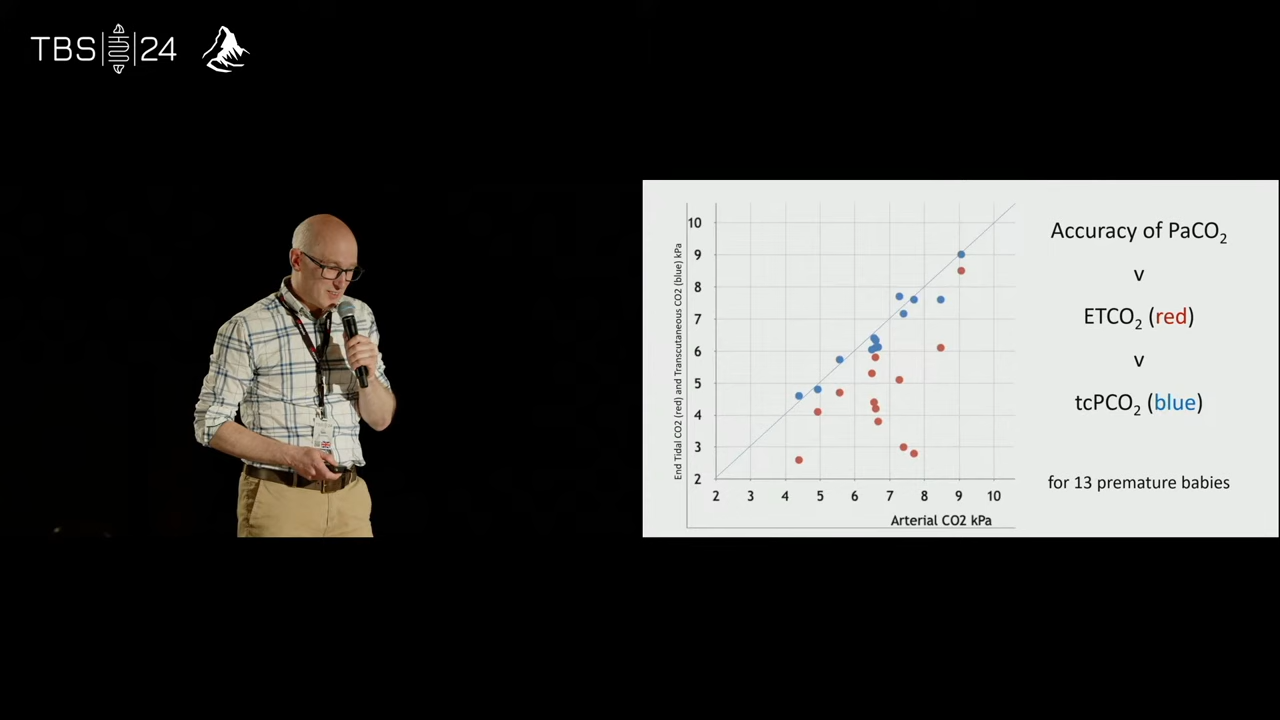 TBS 24
10
9
8
7
6
5
4
3
2
2 3 4 5 6 7 8 9 10
End Tidal CO2 (red) and Transcutaneous CO2 (blue) kPa
Arterial CO2 kPa
Accuracy of PaCO₂
v
ETCO₂ (red)
v
tcPCO₂ (blue)
for 13 premature babies